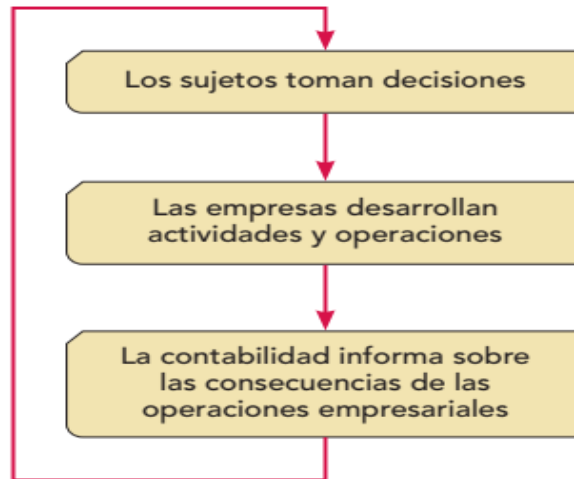 Los sujetos toman decisiones
Las empresas desarrollan
actividades y operaciones
La contabilidad informa sobre
las consecuencias de las
operaciones empresariales